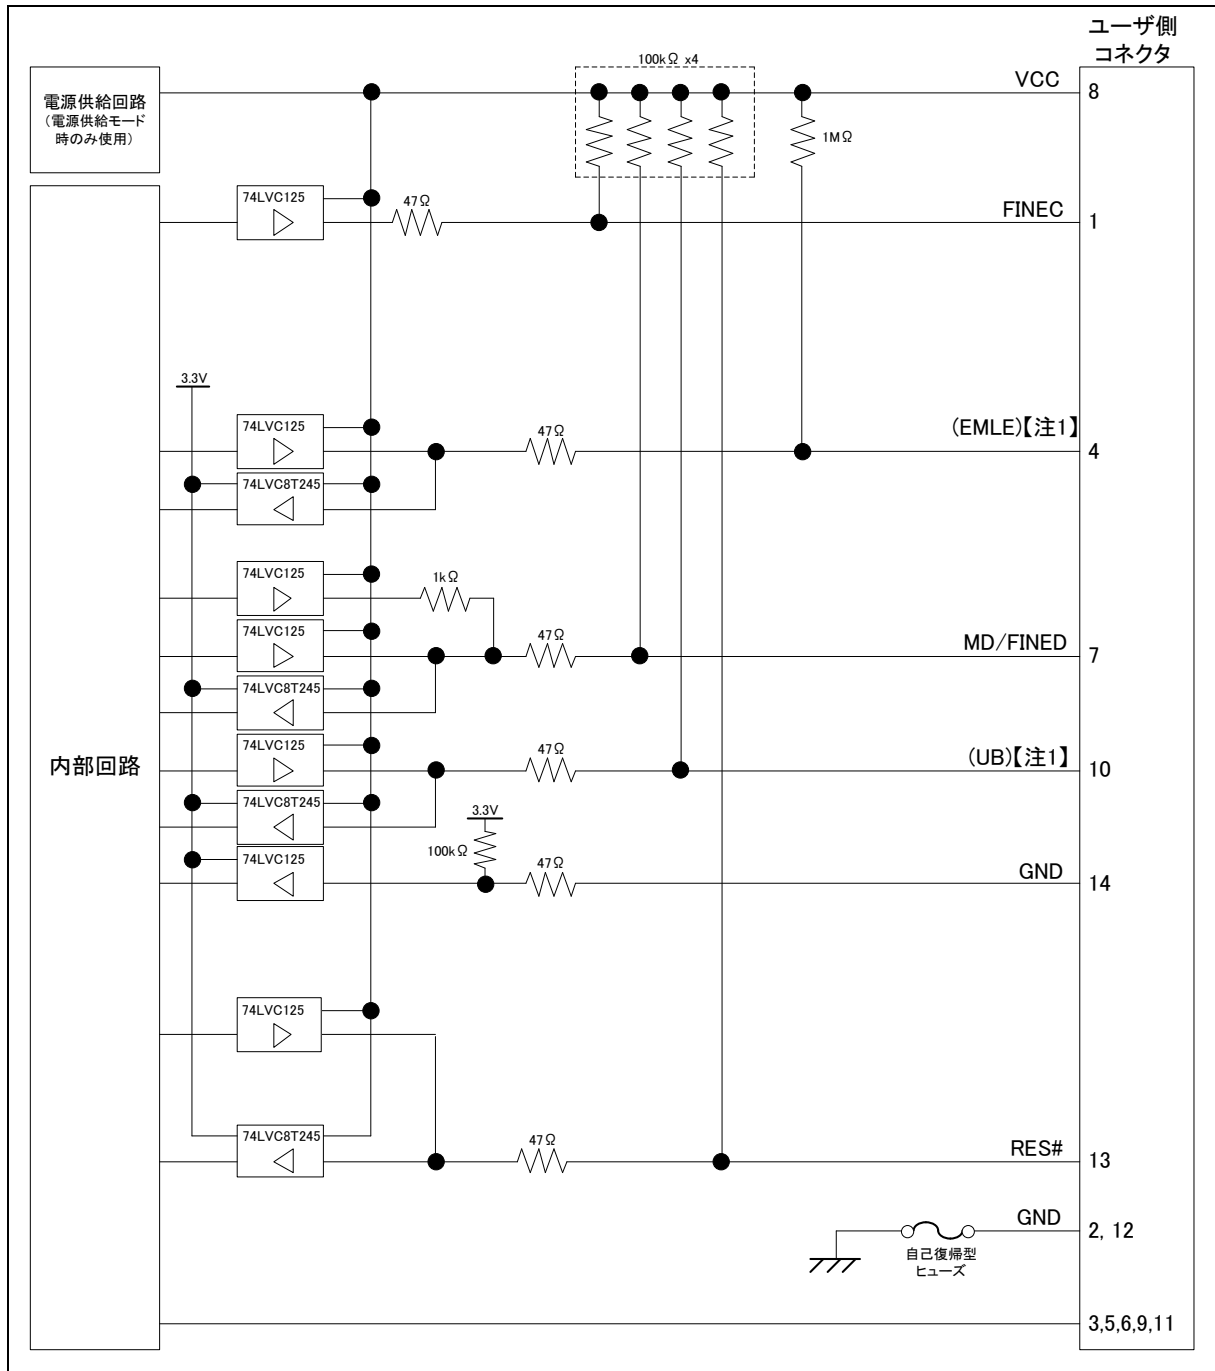 ユーザ側
コネクタ
100kΩ x4
VCC
8
電源供給回路
(電源供給モード
時のみ使用)
1MΩ
74LVC125
47Ω
FINEC
1
3.3V
74LVC125
47Ω
(EMLE)【注1】
4
74LVC8T245
74LVC125
1kΩ
74LVC125
47Ω
MD/FINED
7
74LVC8T245
内部回路
74LVC125
47Ω
(UB)【注1】
10
74LVC8T245
3.3V
100kΩ
74LVC125
47Ω
GND
14
74LVC125
74LVC8T245
47Ω
RES#
13
GND
2, 12
自己復帰型
ヒューズ
3,5,6,9,11